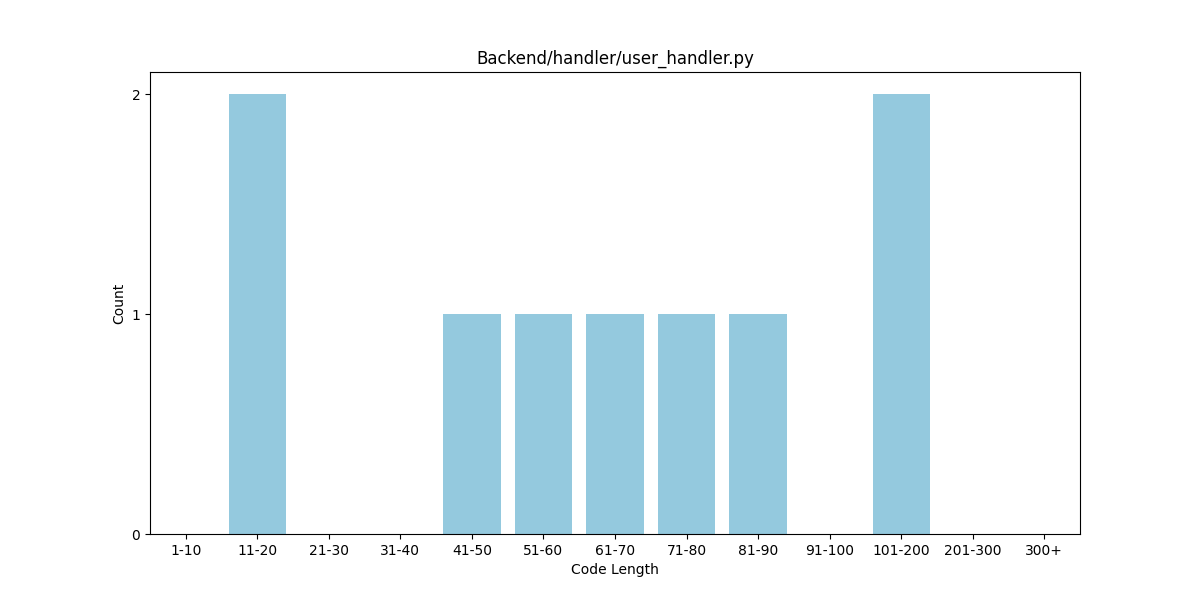 Backend/handler/user_handler.py
2
1
0
Count
1-10 11-20 21-30 31-40 41-50 51-60 61-70 71-80 81-90 91-100 101-200 201-300 300+
Code Length